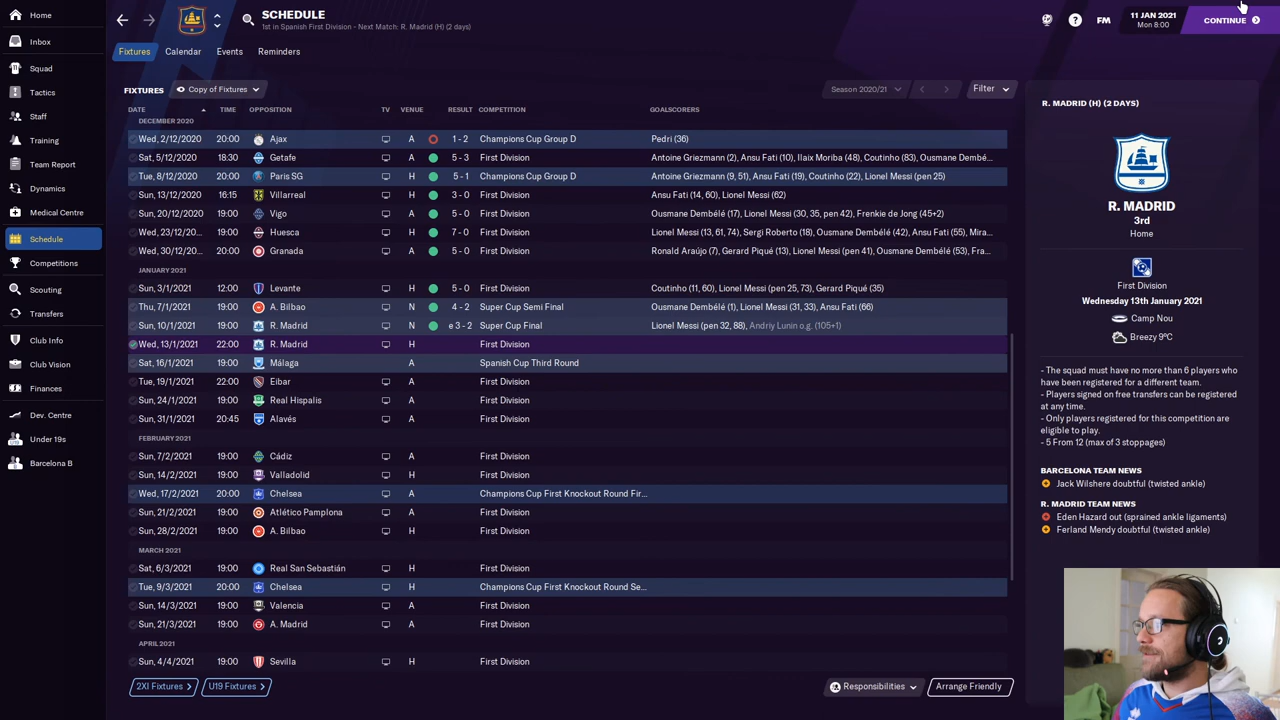 Home
Inbox
Squad
Tactics
Staff
Training
Team Report
Dynamics
Medical Centre
Schedule
Competitions
Scouting
Transfers
Club Info
Club Vision
Finances
Dev. Centre
Under 19s
Barcelona B
SCHEDULE
1st in Spanish First Division - Next Match: R. Madrid (H) (2 days)
? FM 11 JAN 2021 Mon 8:00 CONTINUE
Fixtures Calendar Events Reminders
FIXTURES Copy of Fixtures Season 2020/21 Filter
DATE TIME OPPOSITION TV VENUE RESULT COMPETITION GOALSCORERS
DECEMBER 2020
Wed, 2/12/2020 20:00 Ajax A 1 - 2 Champions Cup Group D Pedri (36)
Sat, 5/12/2020 18:30 Getafe A 5 - 3 First Division Antoine Griezmann (2), Ansu Fati (10), Ilaix Moriba (48), Coutinho (83), Ousmane Dembé...
Tue, 8/12/2020 20:00 Paris SG H 5 - 1 Champions Cup Group D Antoine Griezmann (9, 51), Ansu Fati (19), Coutinho (22), Lionel Messi (pen 25)
Sun, 13/12/2020 16:15 Villarreal H 3 - 0 First Division Ansu Fati (14, 60), Lionel Messi (62)
Sun, 20/12/2020 19:00 Vigo A 5 - 0 First Division Ousmane Dembélé (17), Lionel Messi (30, 35, pen 42), Frenkie de Jong (45+2)
Wed, 23/12/20... 19:00 Huesca H 7 - 0 First Division Lionel Messi (13, 61, 74), Sergi Roberto (18), Ousmane Dembélé (42), Ansu Fati (55), Mira...
Wed, 30/12/20... 19:00 Granada A 5 - 0 First Division Ronald Araújo (7), Gerard Piqué (13), Lionel Messi (pen 41), Ousmane Dembélé (53), Fra...
JANUARY 2021
Sun, 3/1/2021 12:00 Levante H 5 - 0 First Division Coutinho (11, 60), Lionel Messi (pen 25, 73), Gerard Piqué (35)
Thu, 7/1/2021 19:00 A. Bilbao N 4 - 2 Super Cup Semi Final Ousmane Dembélé (1), Lionel Messi (31, 33), Ansu Fati (66)
Sun, 10/1/2021 19:00 R. Madrid N e 3 - 2 Super Cup Final Lionel Messi (pen 32, 88), Andriy Lunin o.g. (105+1)
Wed, 13/1/2021 22:00 R. Madrid H First Division
Sat, 16/1/2021 19:00 Málaga A Spanish Cup Third Round
Tue, 19/1/2021 22:00 Eibar A First Division
Sun, 24/1/2021 19:00 Real Hispalis A First Division
Sun, 31/1/2021 20:45 Alavés A First Division
FEBRUARY 2021
Sun, 7/2/2021 19:00 Cádiz A First Division
Sun, 14/2/2021 19:00 Valladolid H First Division
Wed, 17/2/2021 20:00 Chelsea A Champions Cup First Knockout Round Fir...
Sun, 21/2/2021 19:00 Atlético Pamplona A First Division
Sun, 28/2/2021 19:00 A. Bilbao H First Division
MARCH 2021
Sat, 6/3/2021 19:00 Real San Sebastián H First Division
Tue, 9/3/2021 20:00 Chelsea H Champions Cup First Knockout Round Se...
Sun, 14/3/2021 19:00 Valencia A First Division
Sun, 21/3/2021 19:00 A. Madrid A First Division
APRIL 2021
Sun, 4/4/2021 19:00 Sevilla H First Division
2XI Fixtures U19 Fixtures Responsibilities Arrange Friendly
R. MADRID (H) (2 DAYS)
R. MADRID
3rd
Home
First Division
Wednesday 13th January 2021
Camp Nou
Breezy 9ºC
- The squad must have no more than 6 players who
have been registered for a different team.
- Players signed on free transfers can be registered
at any time.
- Only players registered for this competition are
eligible to play.
- 5 From 12 (max of 3 stoppages)
BARCELONA TEAM NEWS
Jack Wilshere doubtful (twisted ankle)
R. MADRID TEAM NEWS
Eden Hazard out (sprained ankle ligaments)
Ferland Mendy doubtful (twisted ankle)